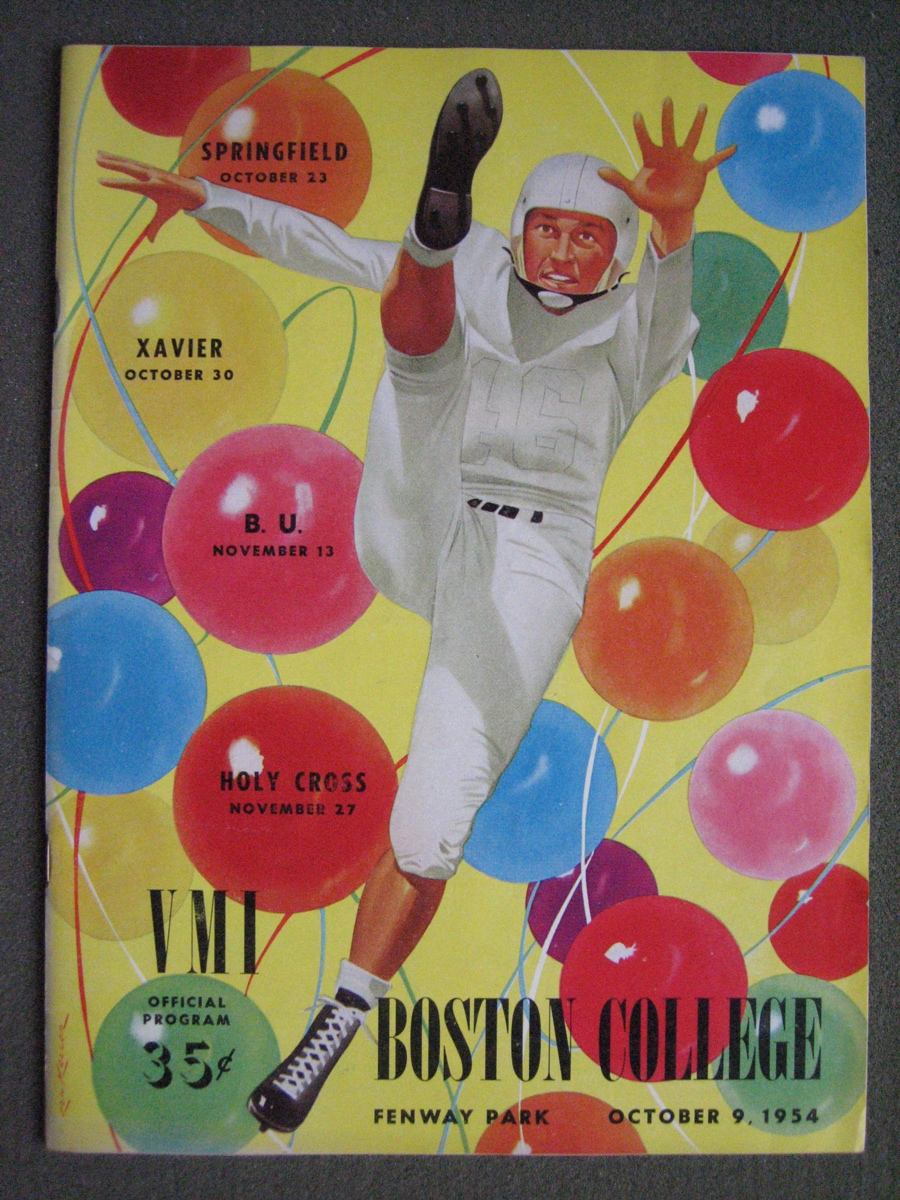 SPRINGFIELD
OCTOBER 23
XAVIER
OCTOBER 30
B. U.
NOVEMBER 13
HOLY CROSS
NOVEMBER 27
VMI
OFFICIAL
PROGRAM
35¢
BOSTON COLLEGE
FENWAY PARK OCTOBER 9, 1954